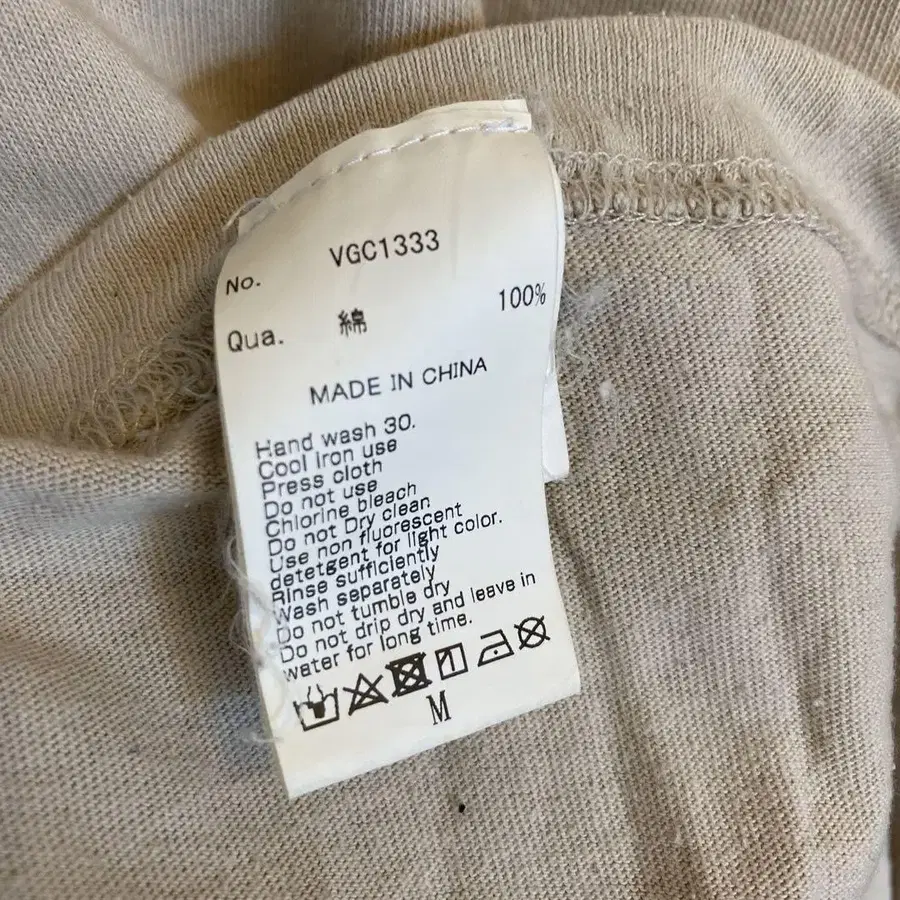 No. VGC1333
Qua. 綿 100%
MADE IN CHINA
Hand wash 30.
Cool Iron use
Press cloth
Do not use
Chlorine bleach
Do not Dry clean
Use non fluorescent
detetgent for light color.
Rinse sufficiently
Wash separately
Do not tumble dry
Do not drip dry and leave in
water for long time.
M